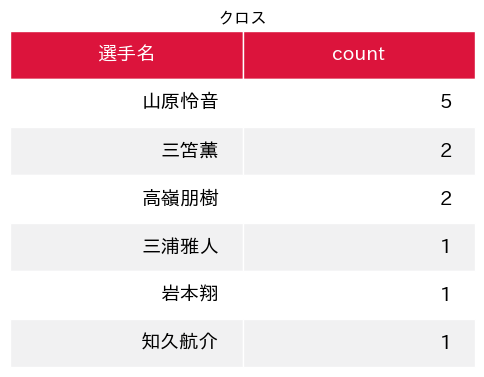 クロス
選手名 count
山原怜音 5
三笘薫 2
高嶺朋樹 2
三浦雅人 1
岩本翔 1
知久航介 1